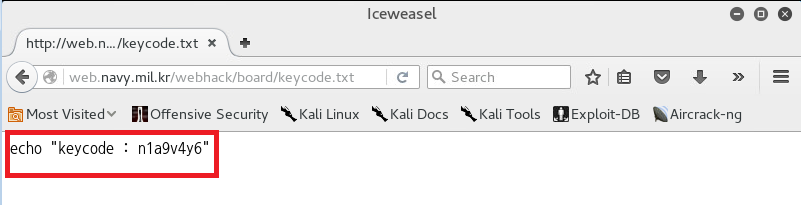 Iceweasel
http://web.n.../keycode.txt
web.navy.mil.kr/webhack/board/keycode.txt
Search
Most Visited
Offensive Security
Kali Linux
Kali Docs
Kali Tools
Exploit-DB
Aircrack-ng
echo "keycode : n1a9v4y6"